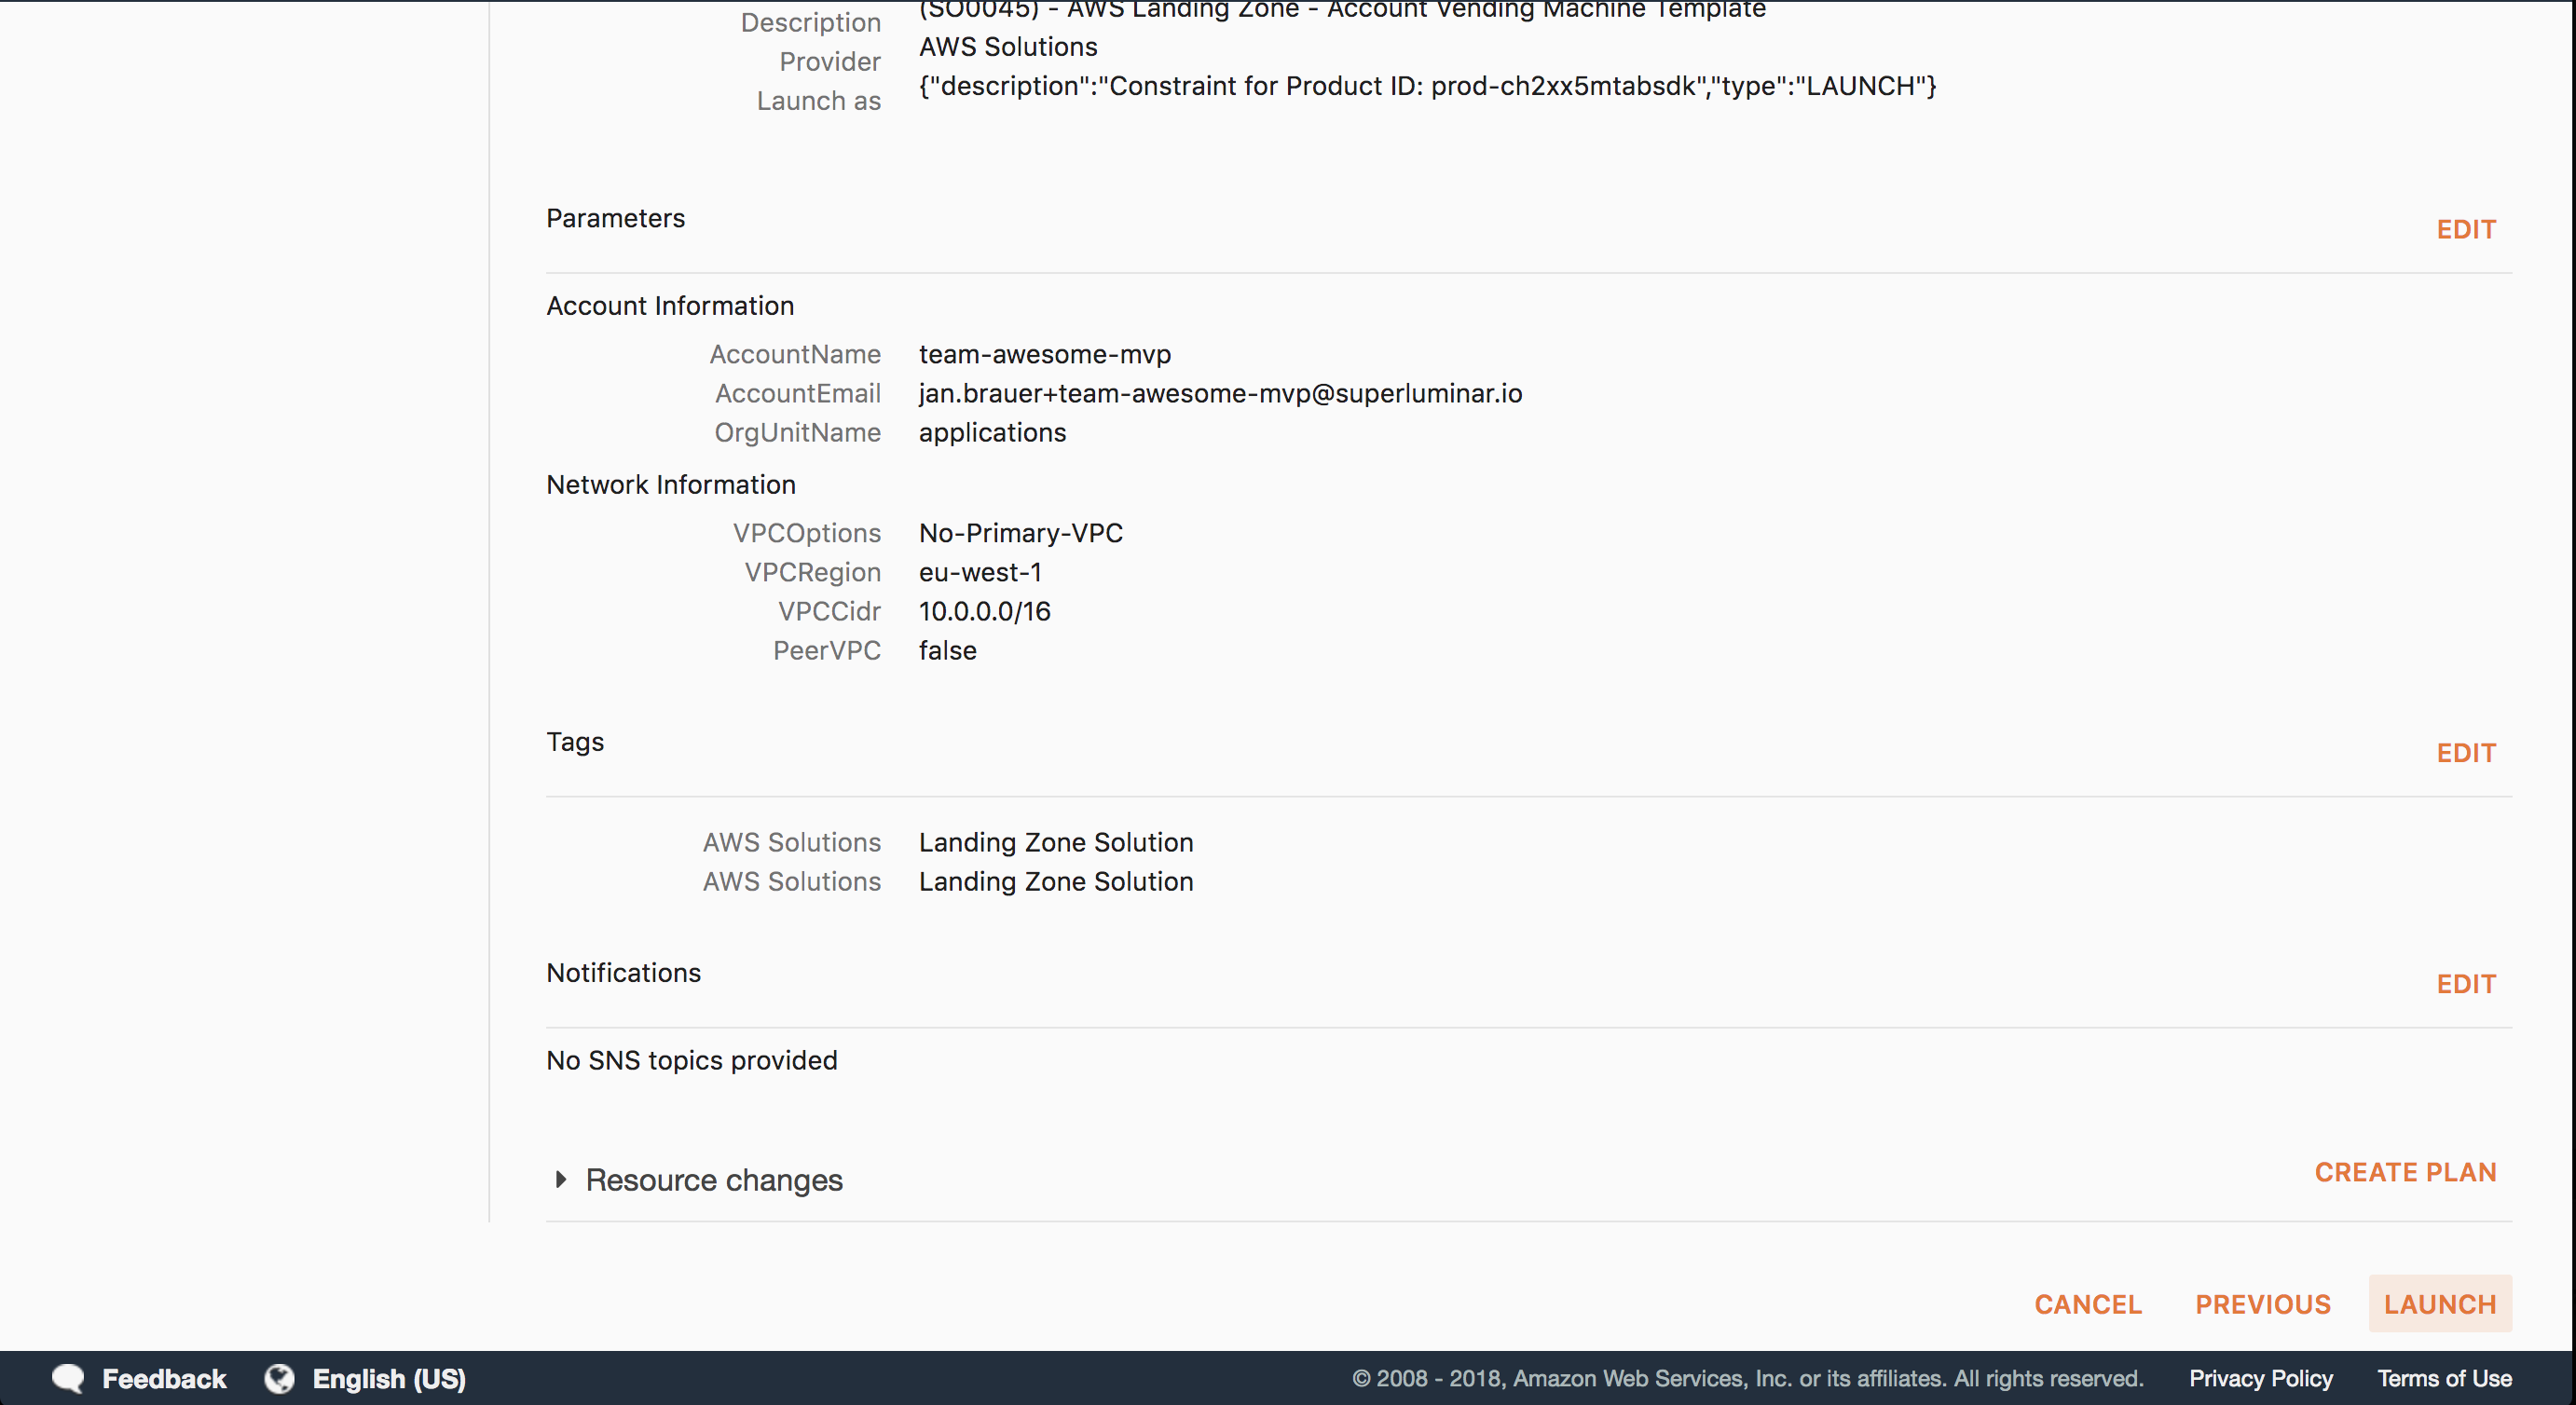 Description (SO0045) - AWS Landing Zone - Account Vending Machine Template
Provider AWS Solutions
Launch as {"description":"Constraint for Product ID: prod-ch2xx5mtabsdk","type":"LAUNCH"}
Parameters EDIT
Account Information
AccountName team-awesome-mvp
AccountEmail jan.brauer+team-awesome-mvp@superluminar.io
OrgUnitName applications
Network Information
VPCOptions No-Primary-VPC
VPCRegion eu-west-1
VPCCidr 10.0.0.0/16
PeerVPC false
Tags EDIT
AWS Solutions Landing Zone Solution
AWS Solutions Landing Zone Solution
Notifications EDIT
No SNS topics provided
Resource changes CREATE PLAN
CANCEL PREVIOUS LAUNCH
Feedback English (US) © 2008 - 2018, Amazon Web Services, Inc. or its affiliates. All rights reserved. Privacy Policy Terms of Use